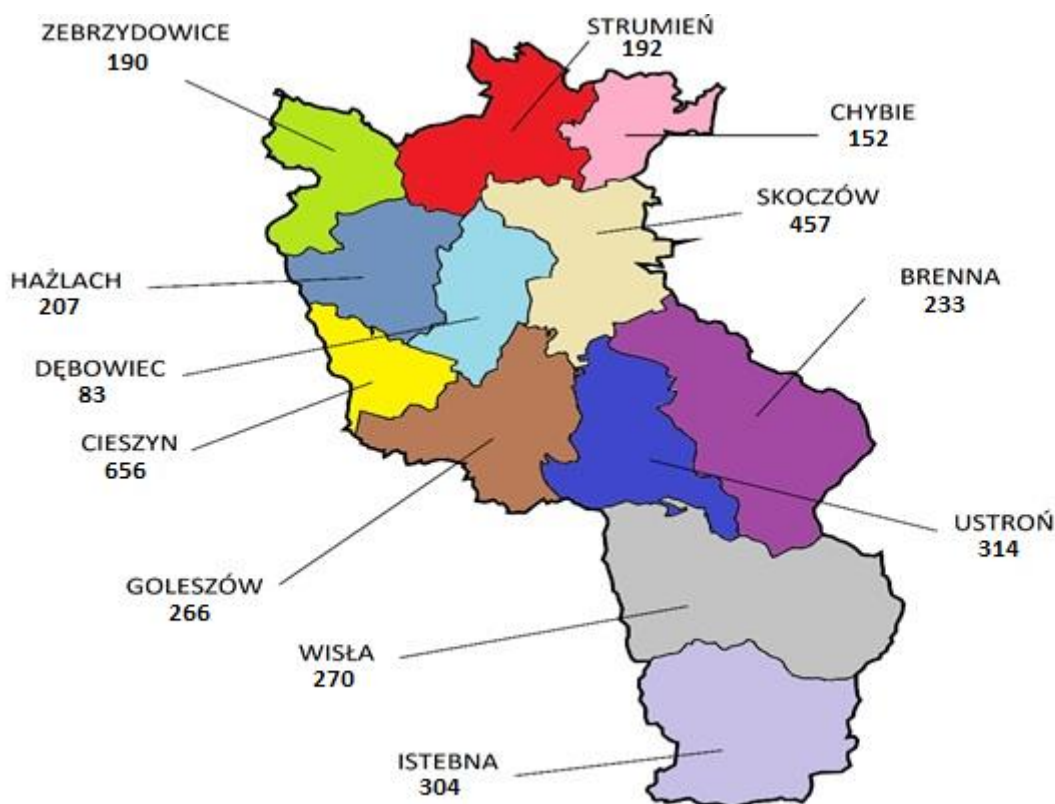 ZEBRZYDOWICE
190
STRUMIEŃ
192
CHYBIE
152
SKOCZÓW
457
HAŻLACH
207
BRENNA
233
DĘBOWIEC
83
CIESZYN
656
USTROŃ
314
GOLESZÓW
266
WISŁA
270
ISTEBNA
304